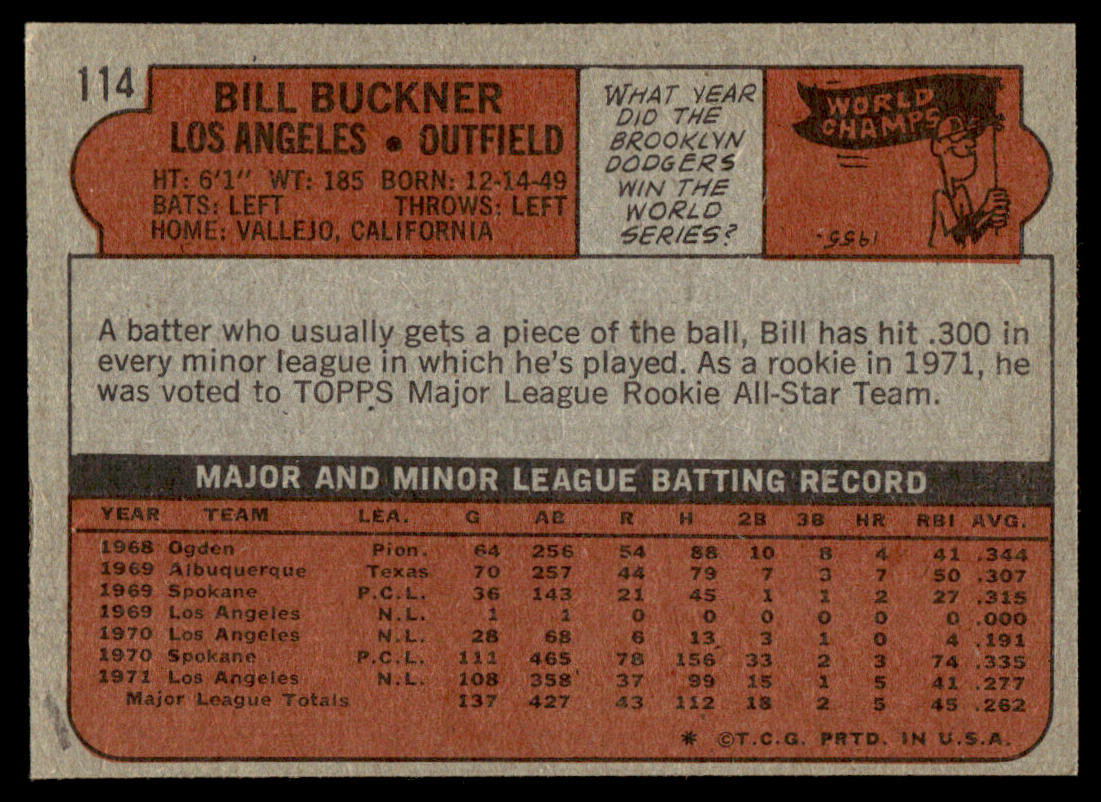 114
BILL BUCKNER
LOS ANGELES • OUTFIELD
HT: 6'1" WT: 185 BORN: 12-14-49
BATS: LEFT THROWS: LEFT
HOME: VALLEJO, CALIFORNIA
WHAT YEAR
DID THE
BROOKLYN
DODGERS
WIN THE
WORLD
SERIES?
WORLD
CHAMPS
1955.
A batter who usually gets a piece of the ball, Bill has hit .300 in
every minor league in which he's played. As a rookie in 1971, he
was voted to TOPPS Major League Rookie All-Star Team.
MAJOR AND MINOR LEAGUE BATTING RECORD
YEAR TEAM LEA. G AB R H 2B 3B HR RBI AVG.
1968 Ogden Pion. 64 256 54 88 10 8 4 41 .344
1969 Albuquerque Texas 70 257 44 79 7 3 7 50 .307
1969 Spokane P.C.L. 36 143 21 45 1 1 2 27 .315
1969 Los Angeles N.L. 1 1 0 0 0 0 0 0 .000
1970 Los Angeles N.L. 28 68 6 13 3 1 0 4 .191
1970 Spokane P.C.L. 111 465 78 156 33 2 3 74 .335
1971 Los Angeles N.L. 108 358 37 99 15 1 5 41 .277
Major League Totals 137 427 43 112 18 2 5 45 .262
* ©T.C.G. PRTD. IN U.S.A.